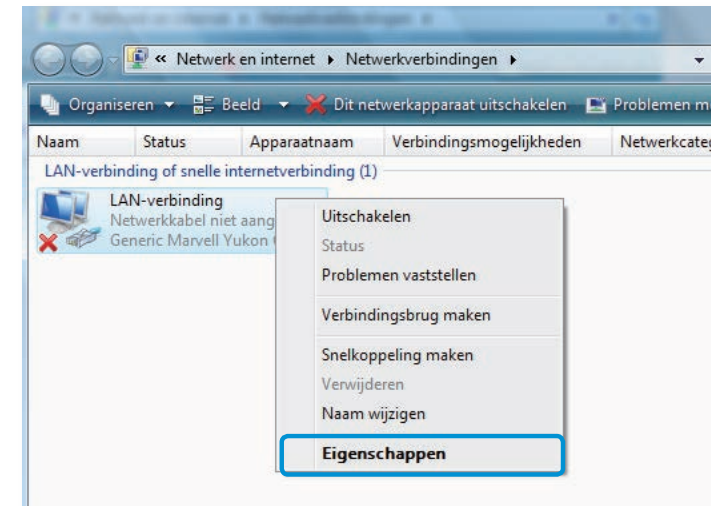 « Netwerk en internet ▸ Netwerkverbindingen ▸
Organiseren Beeld Dit netwerkapparaat uitschakelen Problemen
Naam Status Apparaatnaam Verbindingsmogelijkheden Netwerkcateg
LAN-verbinding of snelle internetverbinding (1)
LAN-verbinding
Netwerkkabel niet aang
Generic Marvell Yukon
Uitschakelen
Status
Problemen vaststellen
Verbindingsbrug maken
Snelkoppeling maken
Verwijderen
Naam wijzigen
Eigenschappen